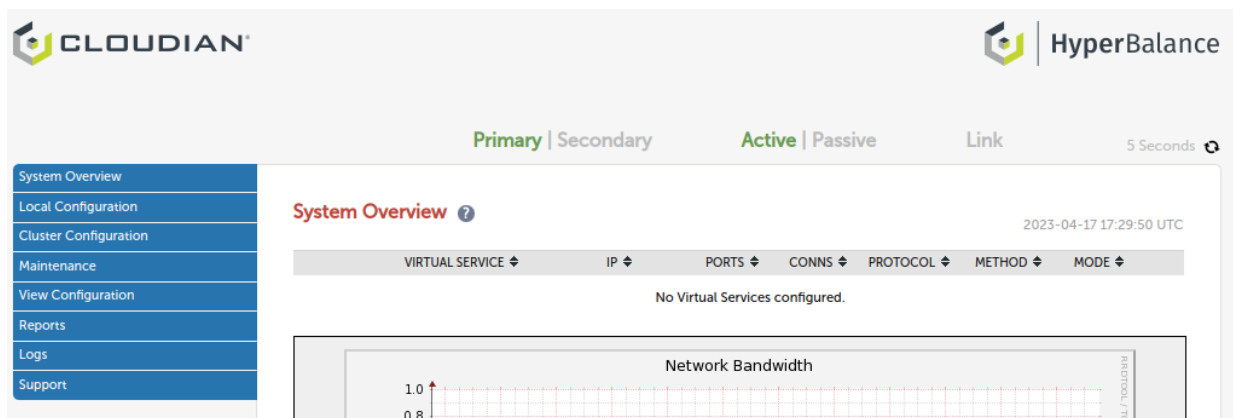 CLOUDIAN
HyperBalance
Primary | Secondary Active | Passive Link 5 Seconds
System Overview
Local Configuration
Cluster Configuration
Maintenance
View Configuration
Reports
Logs
Support
System Overview ?
2023-04-17 17:29:50 UTC
VIRTUAL SERVICE IP PORTS CONNS PROTOCOL METHOD MODE
No Virtual Services configured.
Network Bandwidth
RRDTOOL /
1.0
0.8